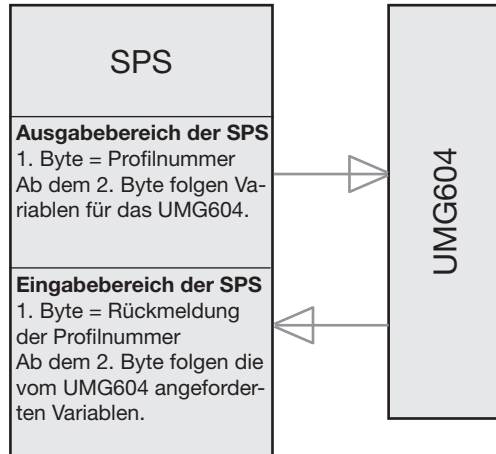 SPS
Ausgabebereich der SPS
1. Byte = Profilnummer
Ab dem 2. Byte folgen Va-
riablen für das UMG604.
Eingabebereich der SPS
1. Byte = Rückmeldung
der Profilnummer
Ab dem 2. Byte folgen die
vom UMG604 angeforder-
ten Variablen.
UMG604